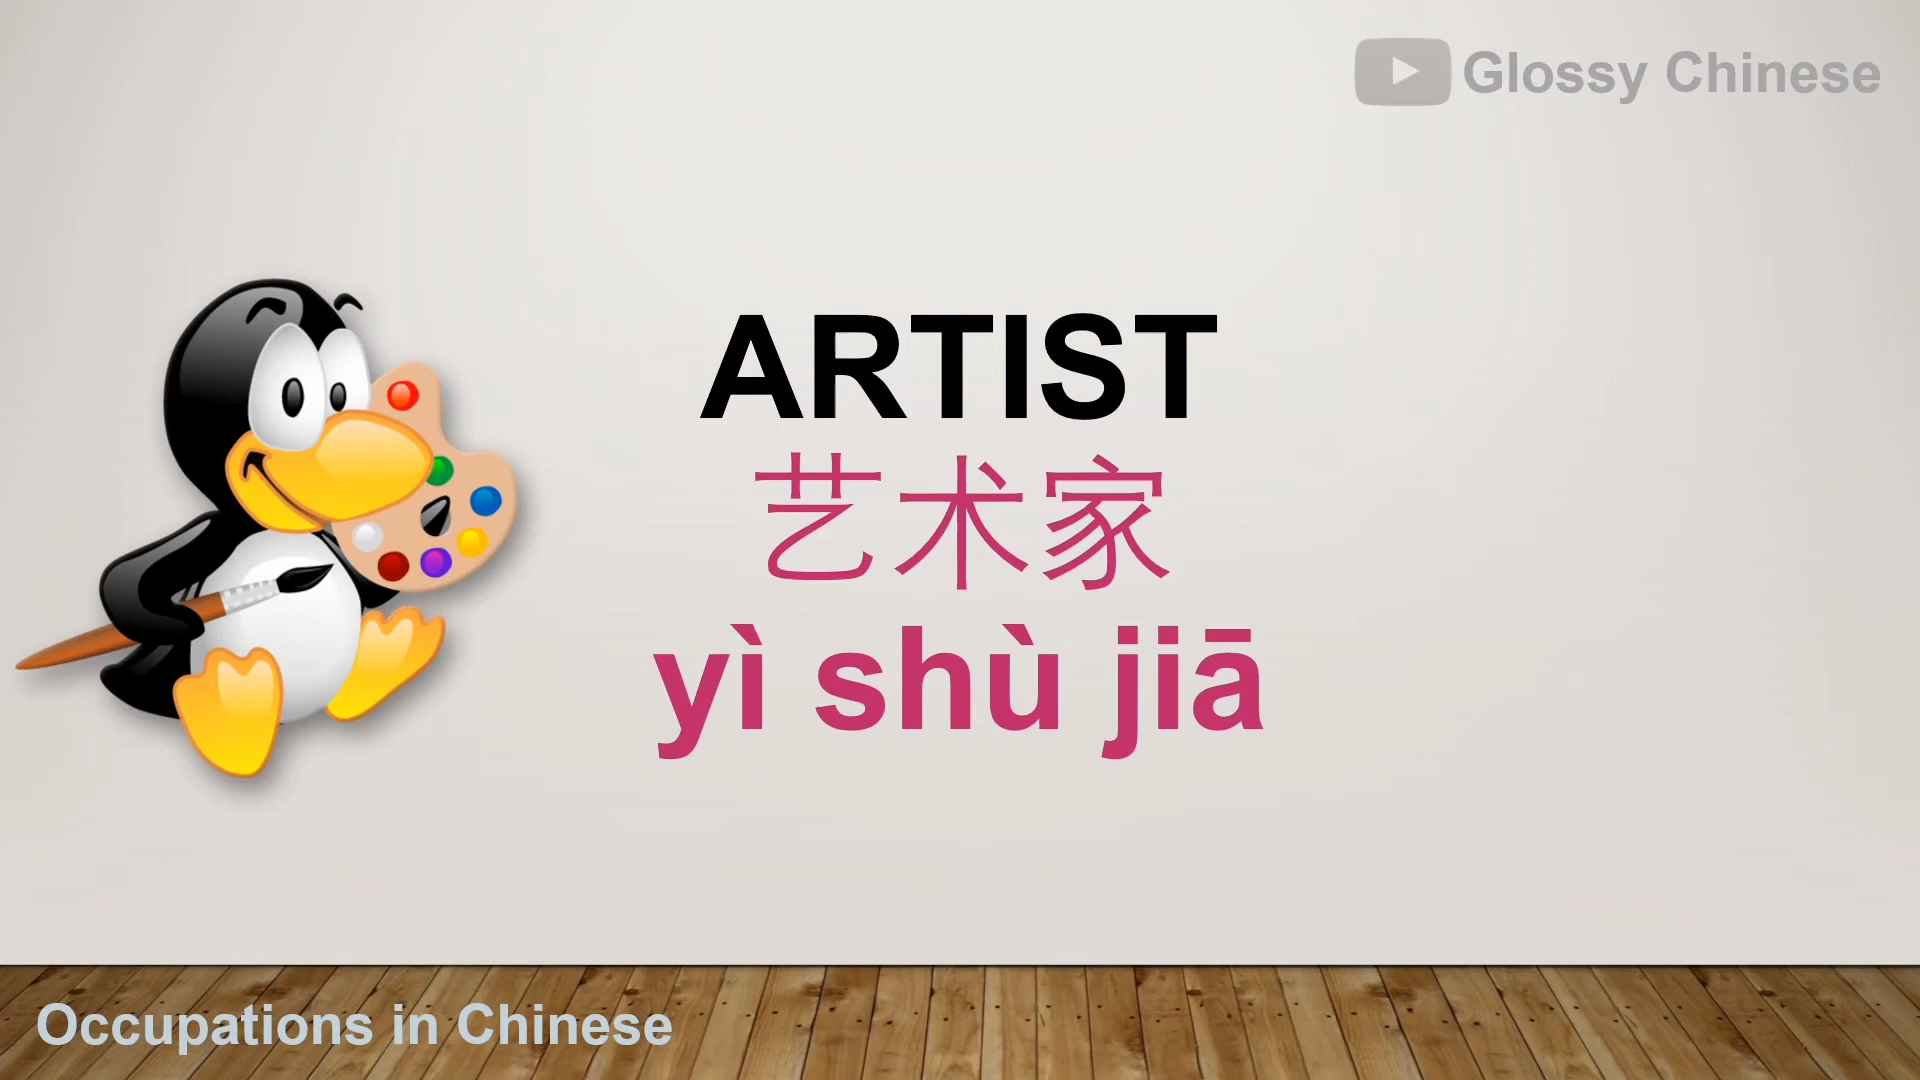 Glossy Chinese
ARTIST
艺术家
yì shù jiā
Occupations in Chinese